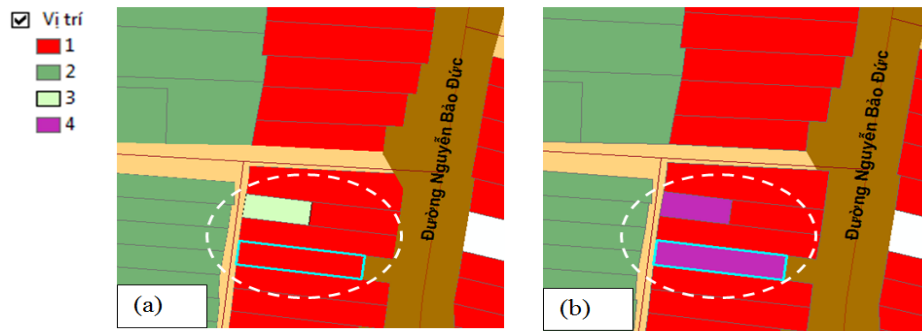 Vị trí
1
2
3
4
Đường Nguyễn Bảo Đức
(a)
Đường Nguyễn Bảo Đức
(b)